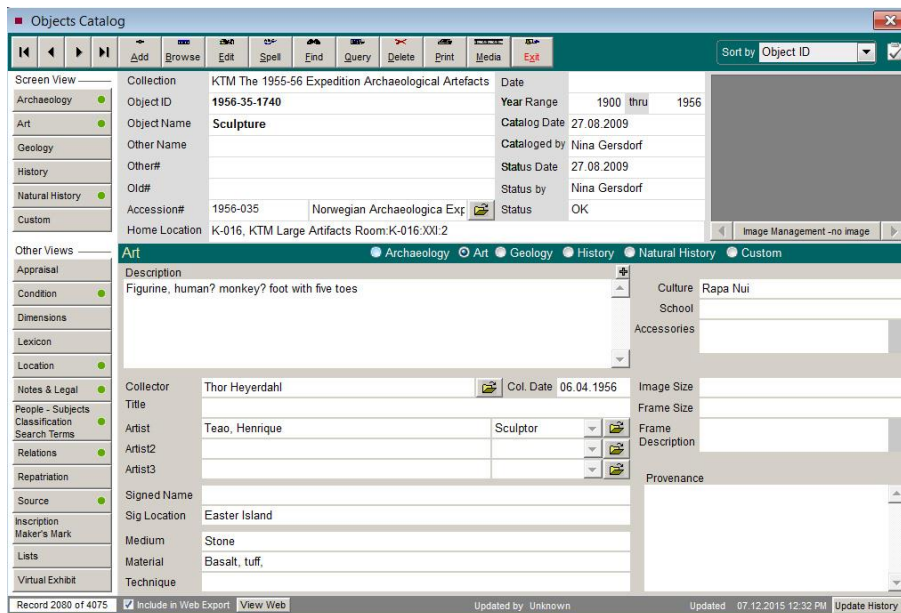 Objects Catalog
Add Browse Edit Spell Find Query Delete Print Media Exit Sort by Object ID
Screen View
Archaeology
Art
Geology
History
Natural History
Custom
Other Views
Appraisal
Condition
Dimensions
Lexicon
Location
Notes & Legal
People - Subjects
Classification
Search Terms
Relations
Repatriation
Source
Inscription
Maker's Mark
Lists
Virtual Exhibit
Collection KTM The 1955-56 Expedition Archaeological Artefacts
Object ID 1956-35-1740
Object Name Sculpture
Other Name
Other#
Old#
Accession# 1956-035 Norwegian Archaeologica Exp
Home Location K-016, KTM Large Artifacts Room:K-016:XXI:2
Date
Year Range 1900 thru 1956
Catalog Date 27.08.2009
Cataloged by Nina Gersdorf
Status Date 27.08.2009
Status by Nina Gersdorf
Status OK
Image Management -no image
Art Archaeology Art Geology History Natural History Custom
Description
Figurine, human? monkey? foot with five toes
Culture Rapa Nui
School
Accessories
Collector Thor Heyerdahl Col. Date 06.04.1956
Title
Artist Teao, Henrique Sculptor
Artist2
Artist3
Signed Name
Sig Location Easter Island
Medium Stone
Material Basalt, tuff,
Technique
Image Size
Frame Size
Frame
Description
Provenance
Record 2080 of 4075 Include in Web Export View Web Updated by Unknown Updated 07.12.2015 12:32 PM Update History